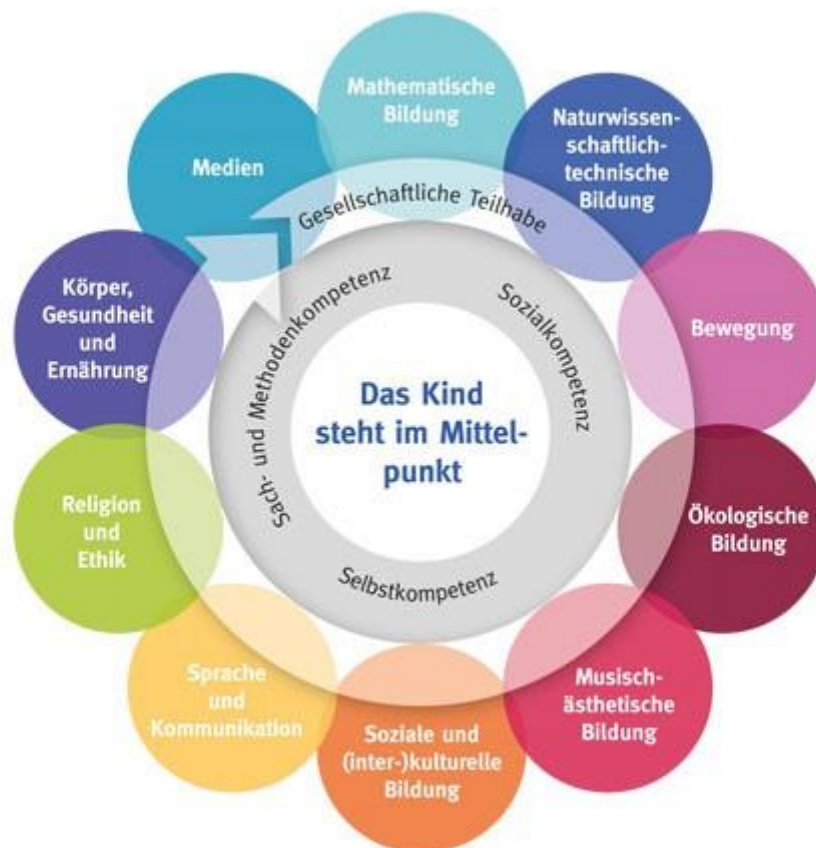 Mathematische
Bildung
Naturwissen-
schaftlich-
technische
Bildung
Bewegung
Ökologische
Bildung
Musisch-
ästhetische
Bildung
Soziale und
(inter-)kulturelle
Bildung
Sprache
und
Kommunikation
Religion
und
Ethik
Körper,
Gesundheit
und
Ernährung
Medien
Gesellschaftliche Teilhabe
Sozialkompetenz
Selbstkompetenz
Sach- und Methodenkompetenz
Das Kind
steht im Mittel-
punkt